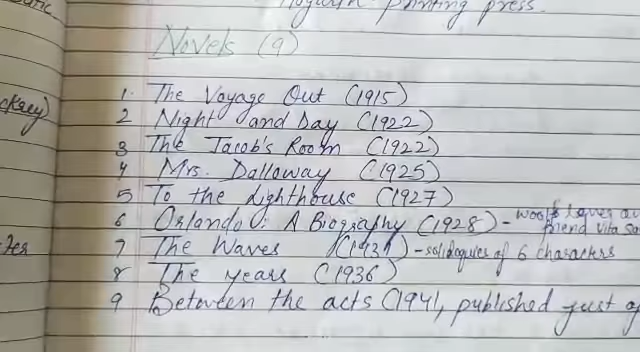 Hogarth printing press.
Novels (9)
1. The Voyage Out (1915)
2 Night and Day (1922)
3 The Jacob's Room (1922)
4 Mrs. Dalloway (1925)
5 To the Lighthouse (1927)
6 Orlando: A Biography (1928) - woolf's lover and friend Vita
7 The Waves (1931) - soliloquies of 6 characters
8 The years (1936)
9 Between the acts (1941, published just